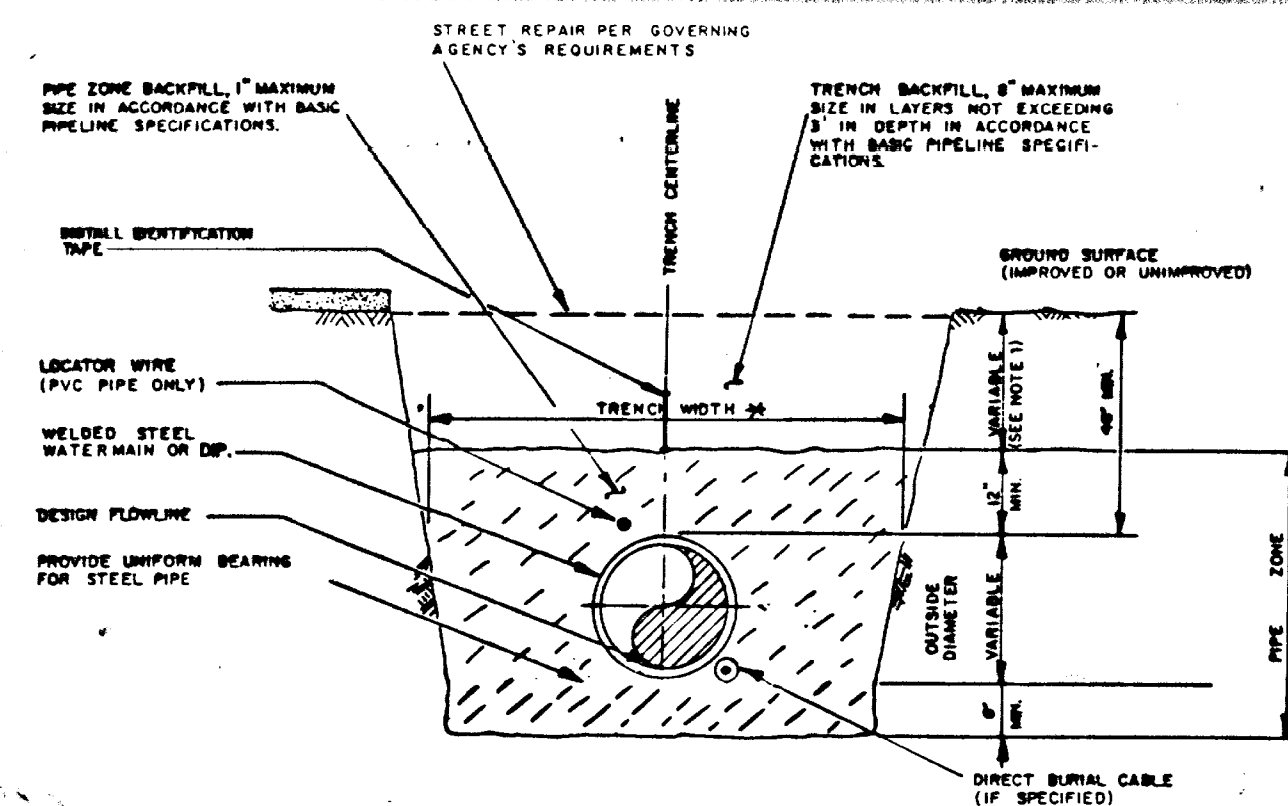 STREET REPAIR PER GOVERNING
AGENCY'S REQUIREMENTS
PIPE ZONE BACKFILL, 1" MAXIMUM
SIZE IN ACCORDANCE WITH BASIC
PIPELINE SPECIFICATIONS.
TRENCH BACKFILL, 8" MAXIMUM
SIZE IN LAYERS NOT EXCEEDING
3' IN DEPTH IN ACCORDANCE
WITH BASIC PIPELINE SPECIFI-
CATIONS.
TRENCH CENTERLINE
INSTALL IDENTIFICATION
TAPE
GROUND SURFACE
(IMPROVED OR UNIMPROVED)
LOCATOR WIRE
(PVC PIPE ONLY)
TRENCH WIDTH
VARIABLE
(SEE NOTE 1)
MIN.
WELDED STEEL
WATERMAIN OR DIP.
12"
MIN.
DESIGN FLOWLINE
PROVIDE UNIFORM BEARING
FOR STEEL PIPE
OUTSIDE
DIAMETER
VARIABLE
PIPE ZONE
MIN.
DIRECT BURIAL CABLE
(IF SPECIFIED)